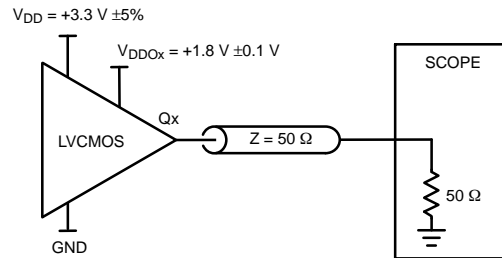 VDD = +3.3 V ±5%
VDDOx = +1.8 V ±0.1 V
SCOPE
Qx
LVCMOS
Z = 50 Ω
50 Ω
GND